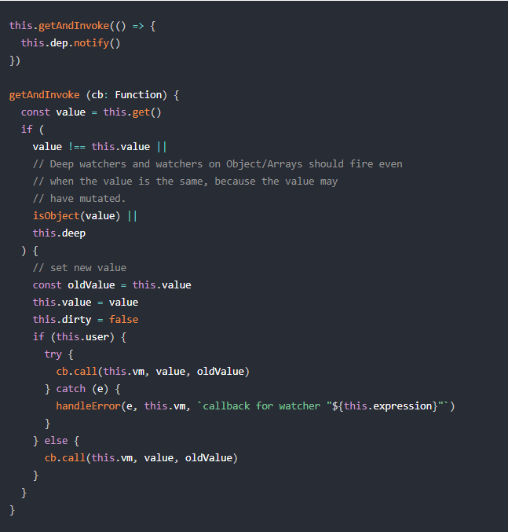 this.getAndInvoke(() => {
  this.dep.notify()
})

getAndInvoke (cb: Function) {
  const value = this.get()
  if (
    value !== this.value ||
    // Deep watchers and watchers on Object/Arrays should fire even
    // when the value is the same, because the value may
    // have mutated.
    isObject(value) ||
    this.deep
  ) {
    // set new value
    const oldValue = this.value
    this.value = value
    this.dirty = false
    if (this.user) {
      try {
        cb.call(this.vm, value, oldValue)
      } catch (e) {
        handleError(e, this.vm, `callback for watcher "${this.expression}"`)
      }
    } else {
      cb.call(this.vm, value, oldValue)
    }
  }
}